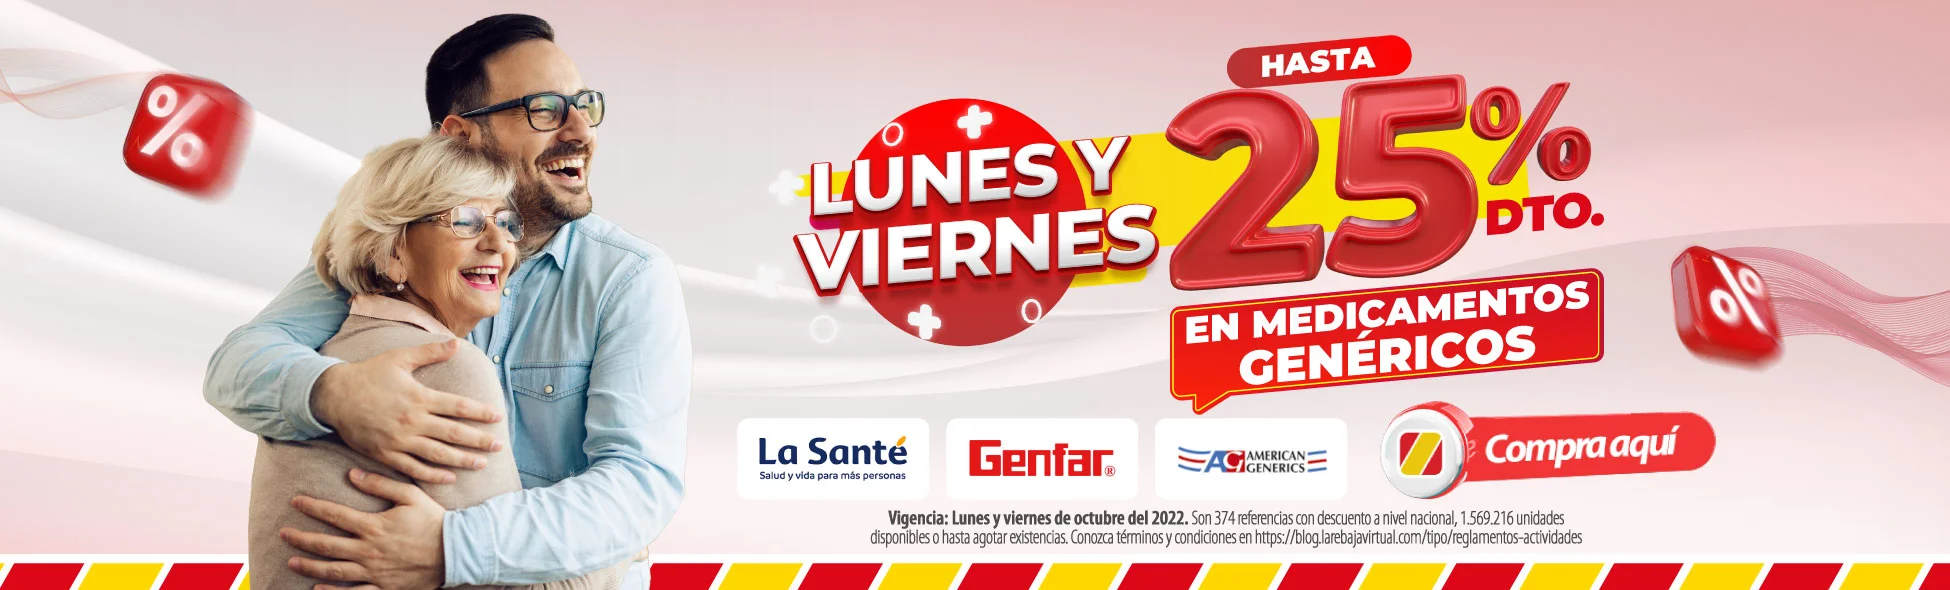 HASTA
25%
DTO.
LUNES Y
VIERNES
EN MEDICAMENTOS
GENÉRICOS
La Santé
Salud y vida para más personas
Genfar®
AG AMERICAN
GENERICS
Compra aquí
Vigencia: Lunes y viernes de octubre del 2022. Son 374 referencias con descuento a nivel nacional, 1.569.216 unidades
disponibles o hasta agotar existencias. Conozca términos y condiciones en https://blog.larebajavirtual.com/tipo/reglamentos-actividades
%
%